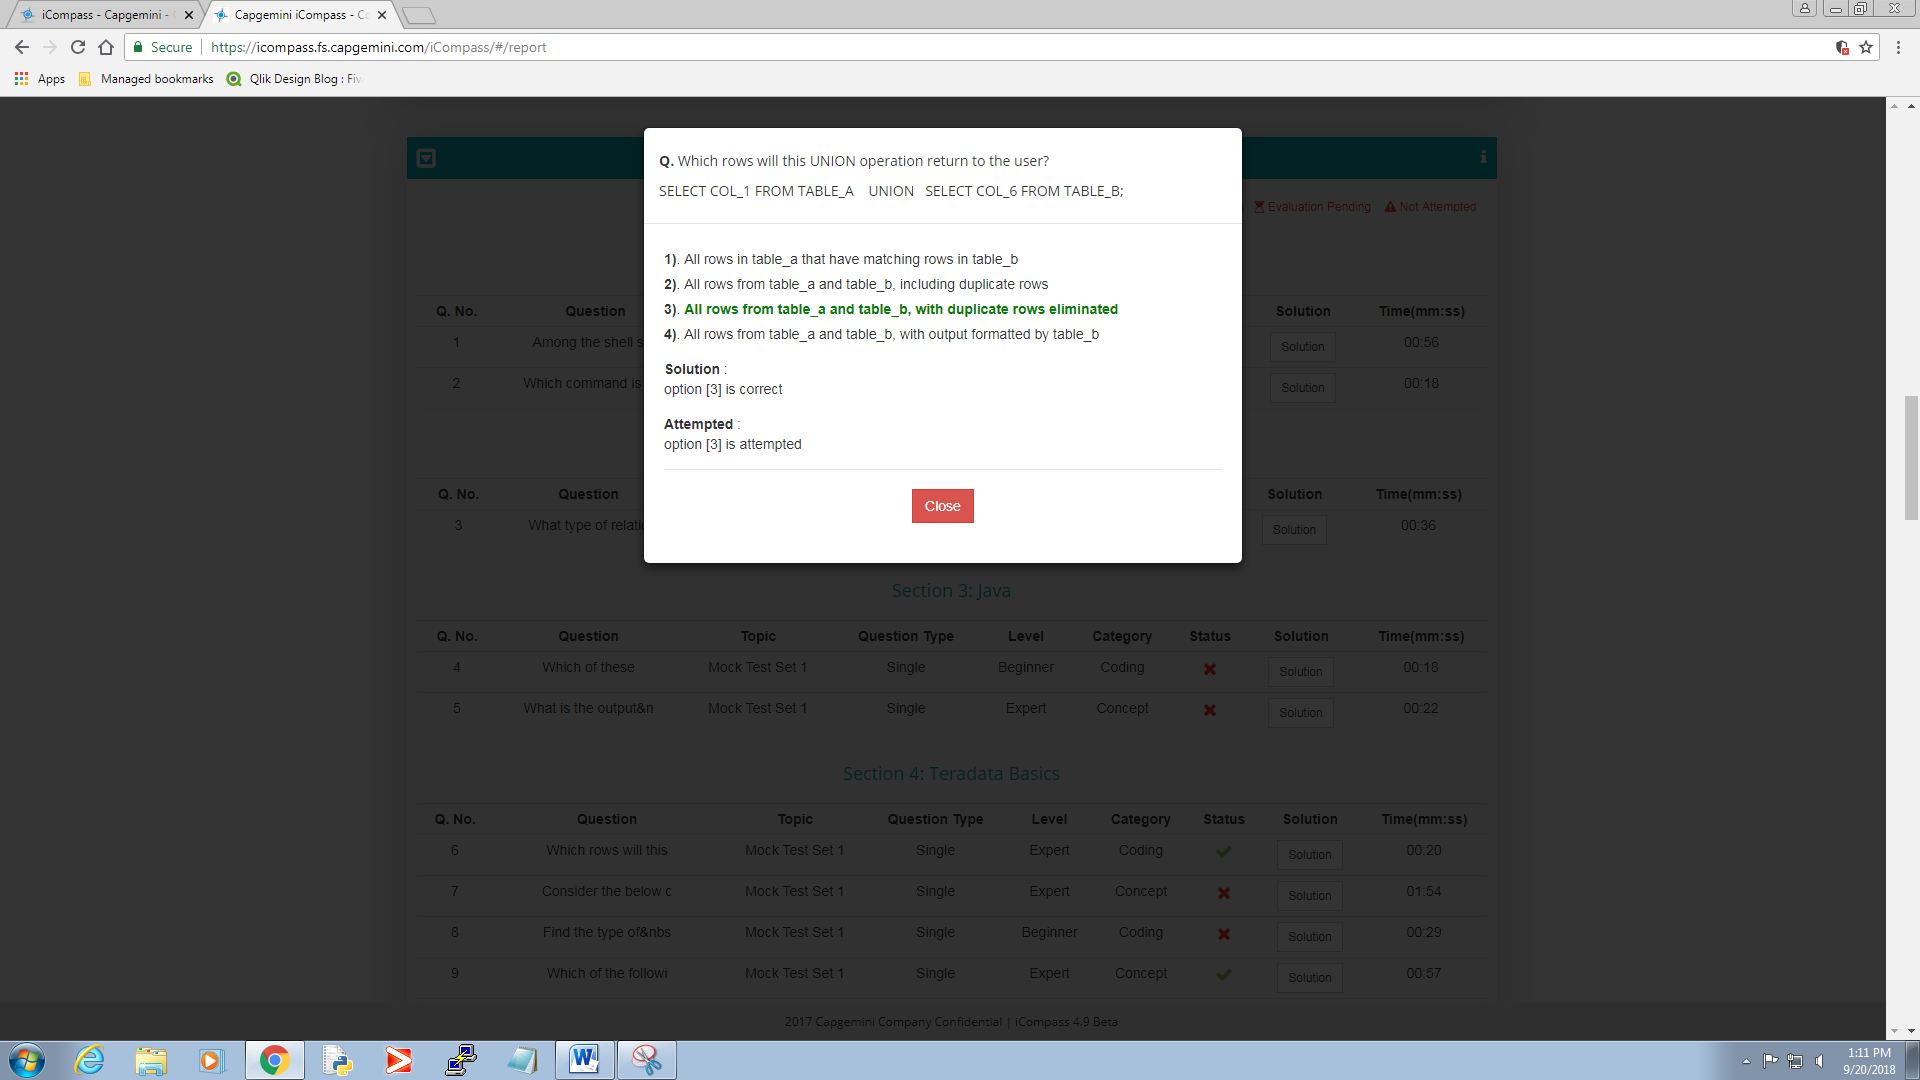 iCompass - Capgemini -
Capgemini iCompass - C
Secure
https://icompass.fs.capgemini.com/iCompass/#/report
Apps
Managed bookmarks
Qlik Design Blog : Fiv
Q. Which rows will this UNION operation return to the user?
SELECT COL_1 FROM TABLE_A UNION SELECT COL_6 FROM TABLE_B;
Evaluation Pending Not Attempted
1). All rows in table_a that have matching rows in table_b
2). All rows from table_a and table_b, including duplicate rows
3). All rows from table_a and table_b, with duplicate rows eliminated
4). All rows from table_a and table_b, with output formatted by table_b
Solution :
option [3] is correct
Attempted :
option [3] is attempted
Close
Q. No. Question Solution Time(mm:ss)
1 Among the shell s Solution 00:56
2 Which command is Solution 00:18
Q. No. Question Solution Time(mm:ss)
3 What type of relati Solution 00:36
Section 3: Java
Q. No. Question Topic Question Type Level Category Status Solution Time(mm:ss)
4 Which of these Mock Test Set 1 Single Beginner Coding Solution 00:18
5 What is the output&n Mock Test Set 1 Single Expert Concept Solution 00:22
Section 4: Teradata Basics
Q. No. Question Topic Question Type Level Category Status Solution Time(mm:ss)
6 Which rows will this Mock Test Set 1 Single Expert Coding Solution 00:20
7 Consider the below c Mock Test Set 1 Single Expert Concept Solution 01:54
8 Find the type of&nbs Mock Test Set 1 Single Beginner Coding Solution 00:29
9 Which of the followi Mock Test Set 1 Single Expert Concept Solution 00:57
2017 Capgemini Company Confidential | iCompass 4.9 Beta
1:11 PM
9/20/2018